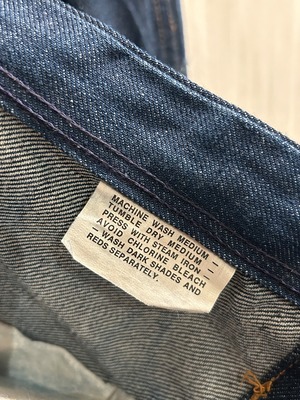 MACHINE WASH MEDIUM –
TUMBLE DRY MEDIUM
PRESS WITH STEAM IRON –
AVOID CHLORINE BLEACH
– WASH DARK SHADES AND
REDS SEPARATELY.